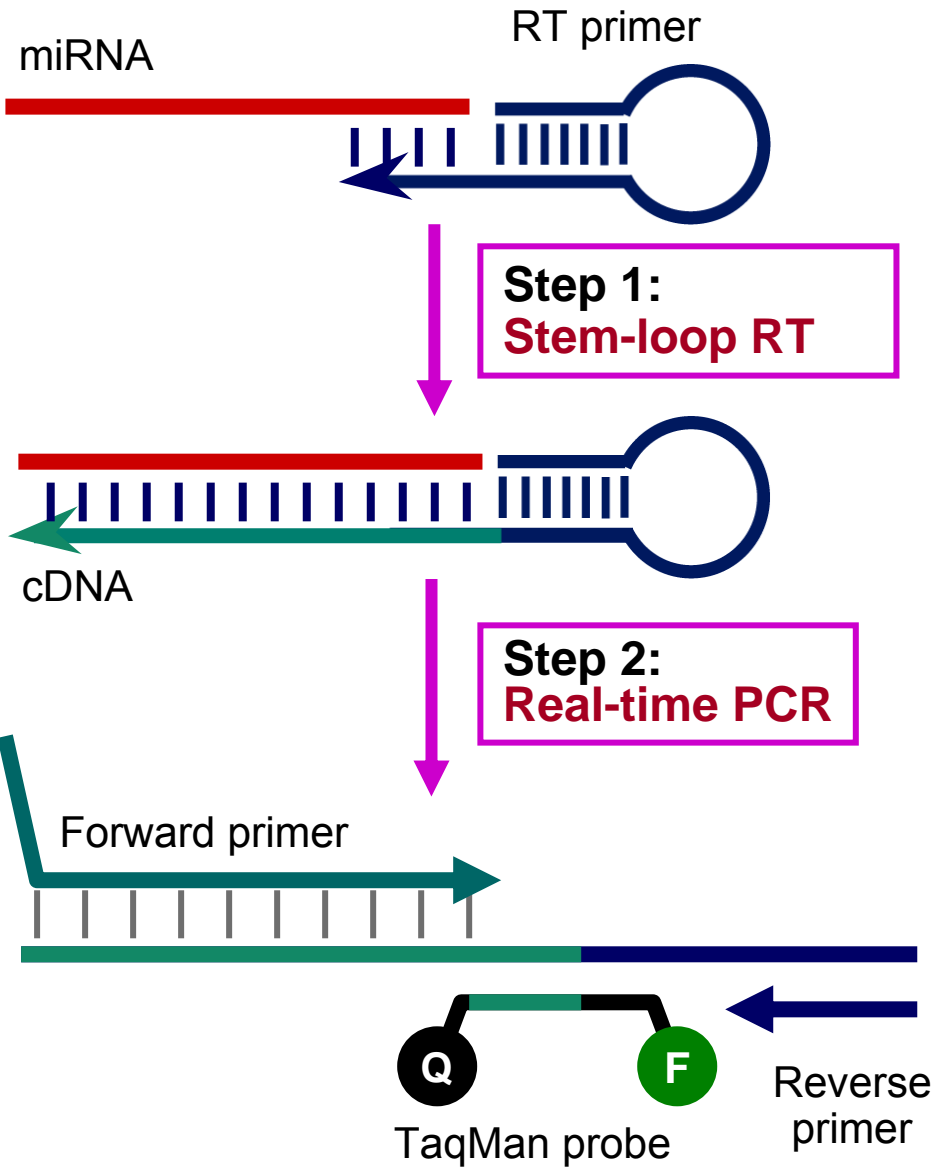 RT primer
miRNA
Step 1:
Stem-loop RT
cDNA
Step 2:
Real-time PCR
Forward primer
Q
F
Reverse
primer
TaqMan probe